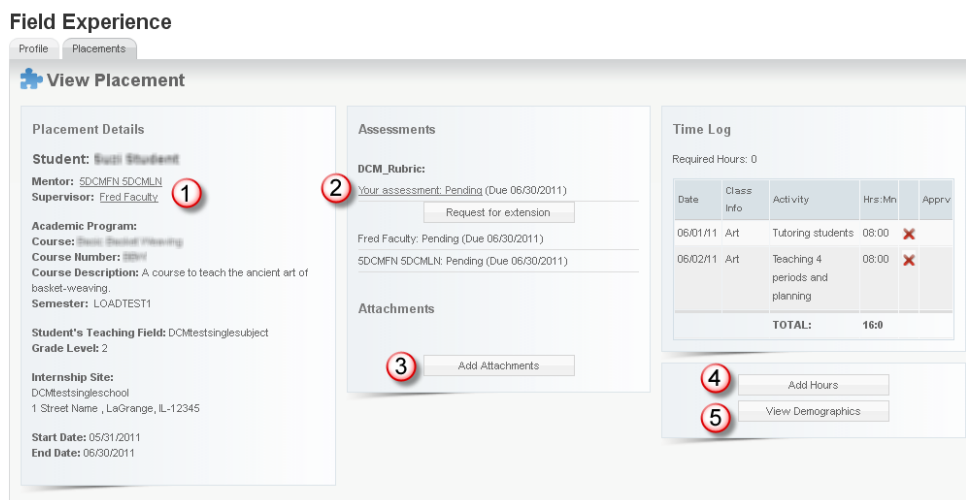 Field Experience
Profile Placements
View Placement
Placement Details
Student:
Mentor: 5DCMFN 5DCMLN
Supervisor: Fred Faculty
1
Academic Program:
Course:
Course Number:
Course Description: A course to teach the ancient art of
basket-weaving.
Semester: LOADTEST1
Student's Teaching Field: DCMtestsinglesubject
Grade Level: 2
Internship Site:
DCMtestsingleschool
1 Street Name , LaGrange, IL-12345
Start Date: 05/31/2011
End Date: 06/30/2011
Assessments
DCM_Rubric:
2
Your assessment: Pending (Due 06/30/2011)
Request for extension
Fred Faculty: Pending (Due 06/30/2011)
5DCMFN 5DCMLN: Pending (Due 06/30/2011)
Attachments
3
Add Attachments
Time Log
Required Hours: 0
Date Class Info Activity Hrs:Mn Apprv
06/01/11 Art Tutoring students 08:00
06/02/11 Art Teaching 4 08:00
periods and
planning
TOTAL: 16:0
4
Add Hours
5
View Demographics